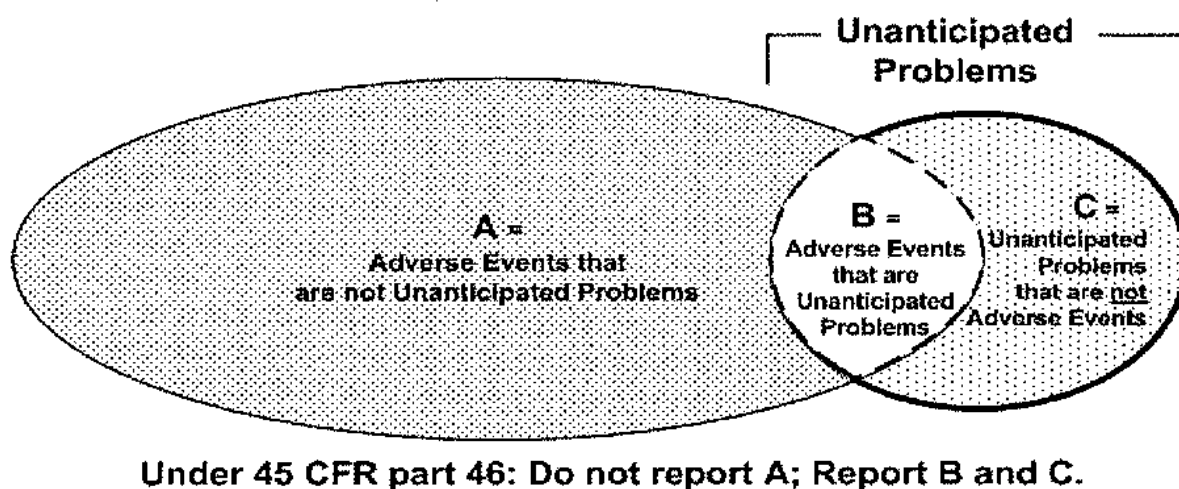 Unanticipated
Problems
A =
Adverse Events that
are not Unanticipated Problems
B =
Adverse Events
that are
Unanticipated
Problems
C =
Unanticipated
Problems
that are not
Adverse Events
Under 45 CFR part 46: Do not report A; Report B and C.